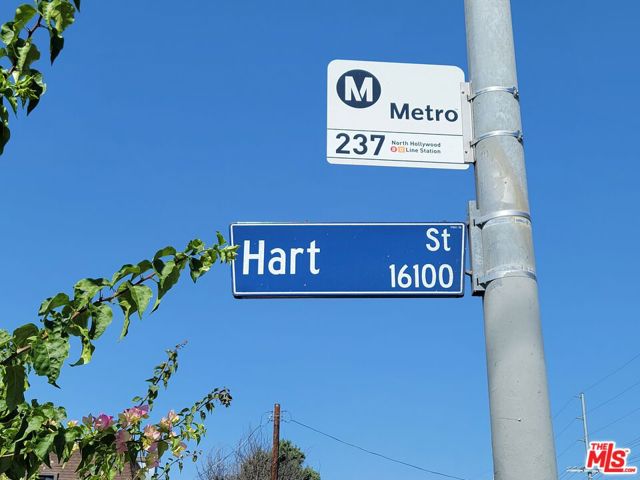 M Metro
237 North Hollywood
Line Station
Hart St
16100
THE MLS